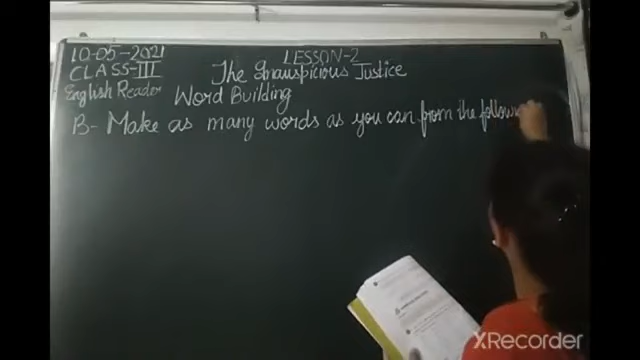 10-05-2021
LESSON-2
CLASS-III
The Inauspicious Justice
English Reader
Word Building
B- Make as many words as you can from the follow
XRecorder